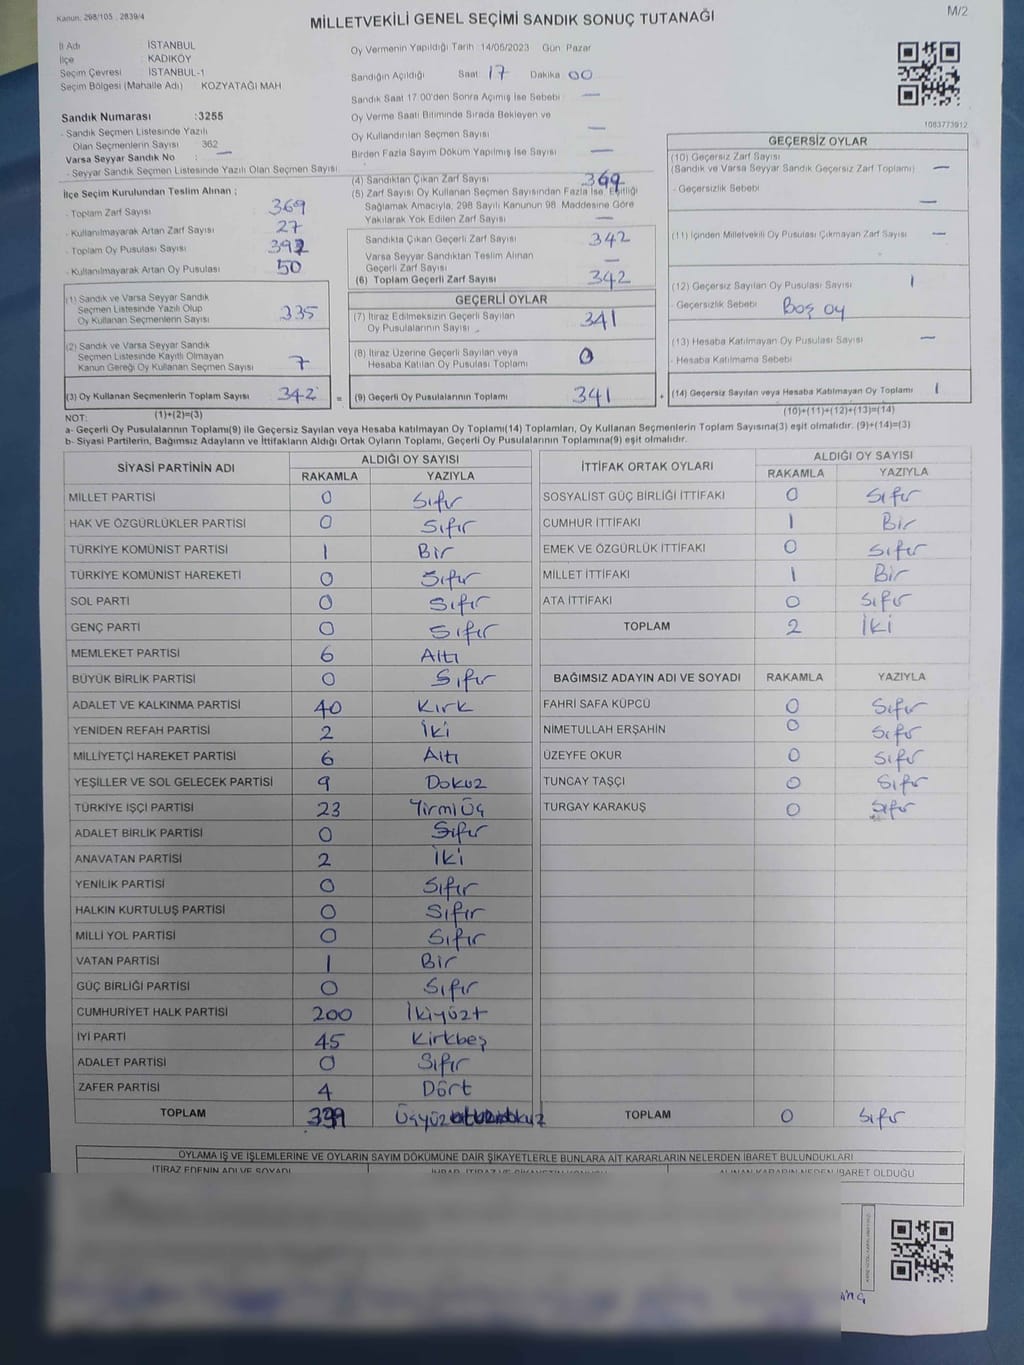 Kanun: 298/105 : 2839/4
MİLLETVEKİLİ GENEL SEÇİMİ SANDIK SONUÇ TUTANAĞI
M/2
İl Adı : İSTANBUL
İlçe : KADIKÖY
Seçim Çevresi : İSTANBUL-1
Seçim Bölgesi (Mahalle Adı) KOZYATAĞI MAH
Sandık Numarası :3255
- Sandık Seçmen Listesinde Yazılı
Olan Seçmenlerin Sayısı 362
Varsa Seyyar Sandık No : —
- Seyyar Sandık Seçmen Listesinde Yazılı Olan Seçmen Sayısı:
İlçe Seçim Kurulundan Teslim Alınan ;
- Toplam Zarf Sayısı 369
- Kullanılmayarak Artan Zarf Sayısı 27
- Toplam Oy Pusulası Sayısı 392
- Kullanılmayarak Artan Oy Pusulası 50
(1) Sandık ve Varsa Seyyar Sandık
Seçmen Listesinde Yazılı Olup
Oy Kullanan Seçmenlerin Sayısı 335
(2) Sandık ve Varsa Seyyar Sandık
Seçmen Listesinde Kayıtlı Olmayan
Kanun Gereği Oy Kullanan Seçmen Sayısı 7
(3) Oy Kullanan Seçmenlerin Toplam Sayısı 342 =
Oy Vermenin Yapıldığı Tarih :14/05/2023 Gün Pazar
Sandığın Açıldığı Saat 17 Dakika 00
Sandık Saat 17:00'den Sonra Açımış İse Sebebi —
Oy Verme Saati Bitiminde Sırada Bekleyen ve
Oy Kullandırılan Seçmen Sayısı —
Birden Fazla Sayım Döküm Yapılmış İse Sayısı —
(4) Sandıktan Çıkan Zarf Sayısı 369
(5) Zarf Sayısı Oy Kullanan Seçmen Sayısından Fazla İse, Eşitliği
Sağlamak Amacıyla, 298 Sayılı Kanunun 98. Maddesine Göre
Yakılarak Yok Edilen Zarf Sayısı —
Sandıkta Çıkan Geçerli Zarf Sayısı 342
Varsa Seyyar Sandıktan Teslim Alınan
Geçerli Zarf Sayısı —
(6) Toplam Geçerli Zarf Sayısı 342
GEÇERLİ OYLAR
(7) İtiraz Edilmeksizin Geçerli Sayılan
Oy Pusulalarının Sayısı 341
(8) İtiraz Üzerine Geçerli Sayılan veya
Hesaba Katılan Oy Pusulası Toplamı 0
(9) Geçerli Oy Pusulalarının Toplamı 341 +
1083773912
GEÇERSİZ OYLAR
(10) Geçersiz Zarf Sayısı
(Sandık ve Varsa Seyyar Sandık Geçersiz Zarf Toplamı) —
- Geçersizlik Sebebi —
(11) İçinden Milletvekili Oy Pusulası Çıkmayan Zarf Sayısı —
(12) Geçersiz Sayılan Oy Pusulası Sayısı 1
- Geçersizlik Sebebi Boş oy
(13) Hesaba Katılmayan Oy Pusulası Sayısı —
- Hesaba Katılmama Sebebi
(14) Geçersiz Sayılan veya Hesaba Katılmayan Oy Toplamı 1
NOT: (1)+(2)=(3) (10)+(11)+(12)+(13)=(14)
a- Geçerli Oy Pusulalarının Toplamı(9) ile Geçersiz Sayılan veya Hesaba katılmayan Oy Toplamı(14) Toplamları, Oy Kullanan Seçmenlerin Toplam Sayısına(3) eşit olmalıdır. (9)+(14)=(3)
b- Siyasi Partilerin, Bağımsız Adayların ve İttifakların Aldığı Ortak Oyların Toplamı, Geçerli Oy Pusulalarının Toplamına(9) eşit olmalıdır.
SİYASİ PARTİNİN ADI ALDIĞI OY SAYISI
RAKAMLA YAZIYLA
MİLLET PARTİSİ 0 Sıfır
HAK VE ÖZGÜRLÜKLER PARTİSİ 0 Sıfır
TÜRKİYE KOMÜNİST PARTİSİ 1 Bir
TÜRKİYE KOMÜNİST HAREKETİ 0 Sıfır
SOL PARTİ 0 Sıfır
GENÇ PARTİ 0 Sıfır
MEMLEKET PARTİSİ 6 Altı
BÜYÜK BİRLİK PARTİSİ 0 Sıfır
ADALET VE KALKINMA PARTİSİ 40 Kırk
YENİDEN REFAH PARTİSİ 2 İki
MİLLİYETÇİ HAREKET PARTİSİ 6 Altı
YEŞİLLER VE SOL GELECEK PARTİSİ 9 Dokuz
TÜRKİYE İŞÇİ PARTİSİ 23 Yirmi Üç
ADALET BİRLİK PARTİSİ 0 Sıfır
ANAVATAN PARTİSİ 2 İki
YENİLİK PARTİSİ 0 Sıfır
HALKIN KURTULUŞ PARTİSİ 0 Sıfır
MİLLİ YOL PARTİSİ 0 Sıfır
VATAN PARTİSİ 1 Bir
GÜÇ BİRLİĞİ PARTİSİ 0 Sıfır
CUMHURİYET HALK PARTİSİ 200 İkiyüz
İYİ PARTİ 45 Kırkbeş
ADALET PARTİSİ 0 Sıfır
ZAFER PARTİSİ 4 Dört
TOPLAM 339 Üçyüzotuzdokuz
İTTİFAK ORTAK OYLARI ALDIĞI OY SAYISI
RAKAMLA YAZIYLA
SOSYALİST GÜÇ BİRLİĞİ İTTİFAKI 0 Sıfır
CUMHUR İTTİFAKI 1 Bir
EMEK VE ÖZGÜRLÜK İTTİFAKI 0 Sıfır
MİLLET İTTİFAKI 1 Bir
ATA İTTİFAKI 0 Sıfır
TOPLAM 2 İki
BAĞIMSIZ ADAYIN ADI VE SOYADI RAKAMLA YAZIYLA
FAHRİ SAFA KÜPCÜ 0 Sıfır
NİMETULLAH ERŞAHİN 0 Sıfır
ÜZEYFE OKUR 0 Sıfır
TUNCAY TAŞÇI 0 Sıfır
TURGAY KARAKUŞ 0 Sıfır
TOPLAM 0 Sıfır
OYLAMA İŞ VE İŞLEMLERİNE VE OYLARIN SAYIM DÖKÜMÜNE DAİR ŞİKAYETLERLE BUNLARA AİT KARARLARIN NELERDEN İBARET BULUNDUKLARI
İTİRAZ EDENİN ADI VE SOYADI
ALINAN KARARIN NEDEN İBARET OLDUĞU